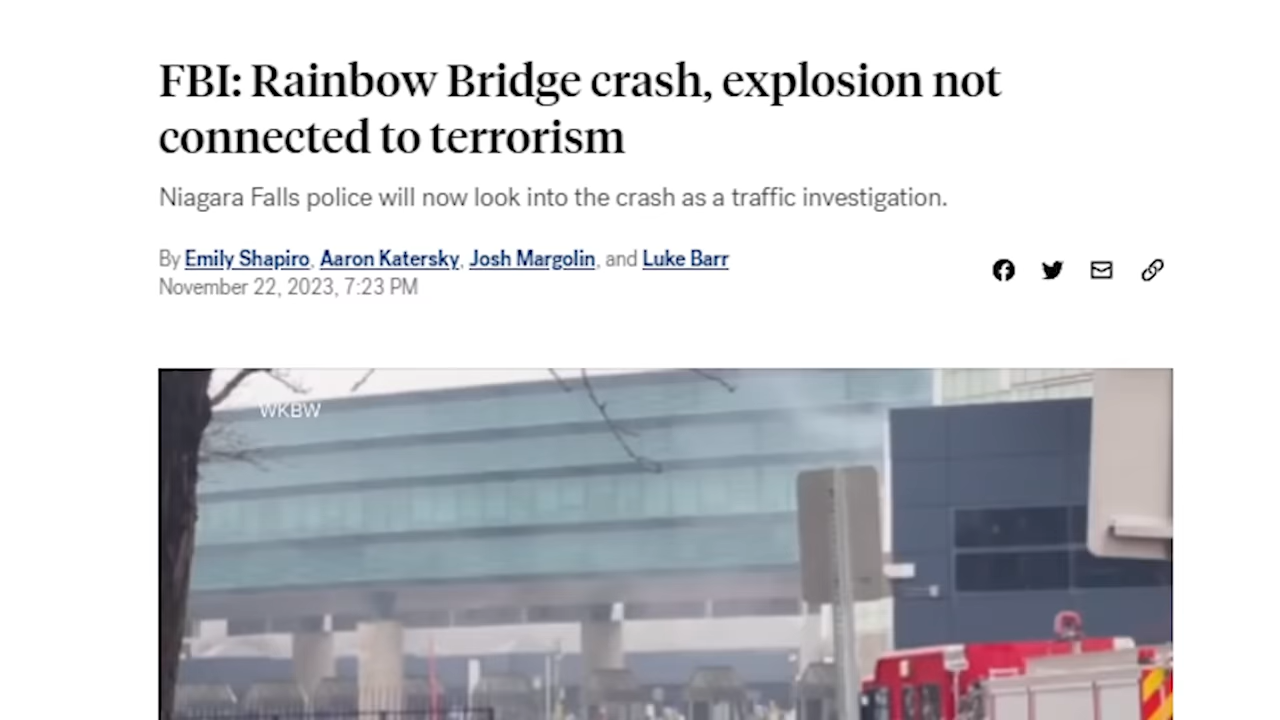 FBI: Rainbow Bridge crash, explosion not
connected to terrorism
Niagara Falls police will now look into the crash as a traffic investigation.
By Emily Shapiro, Aaron Katersky, Josh Margolin, and Luke Barr
November 22, 2023, 7:23 PM
WKBW